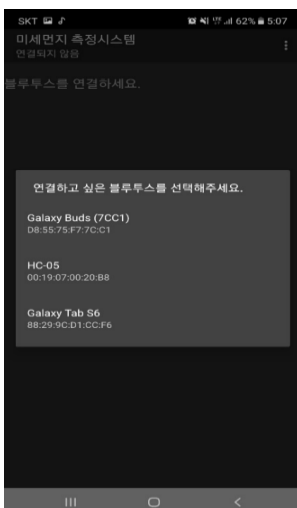 SKT 62% 5:07
미세먼지 측정시스템
연결되지 않음
블루투스를 연결하세요.
연결하고 싶은 블루투스를 선택해주세요.
Galaxy Buds (7CC1)
D8:55:75:F7:7C:C1
HC-05
00:19:07:00:20:B8
Galaxy Tab S6
88:29:9C:D1:CC:F6